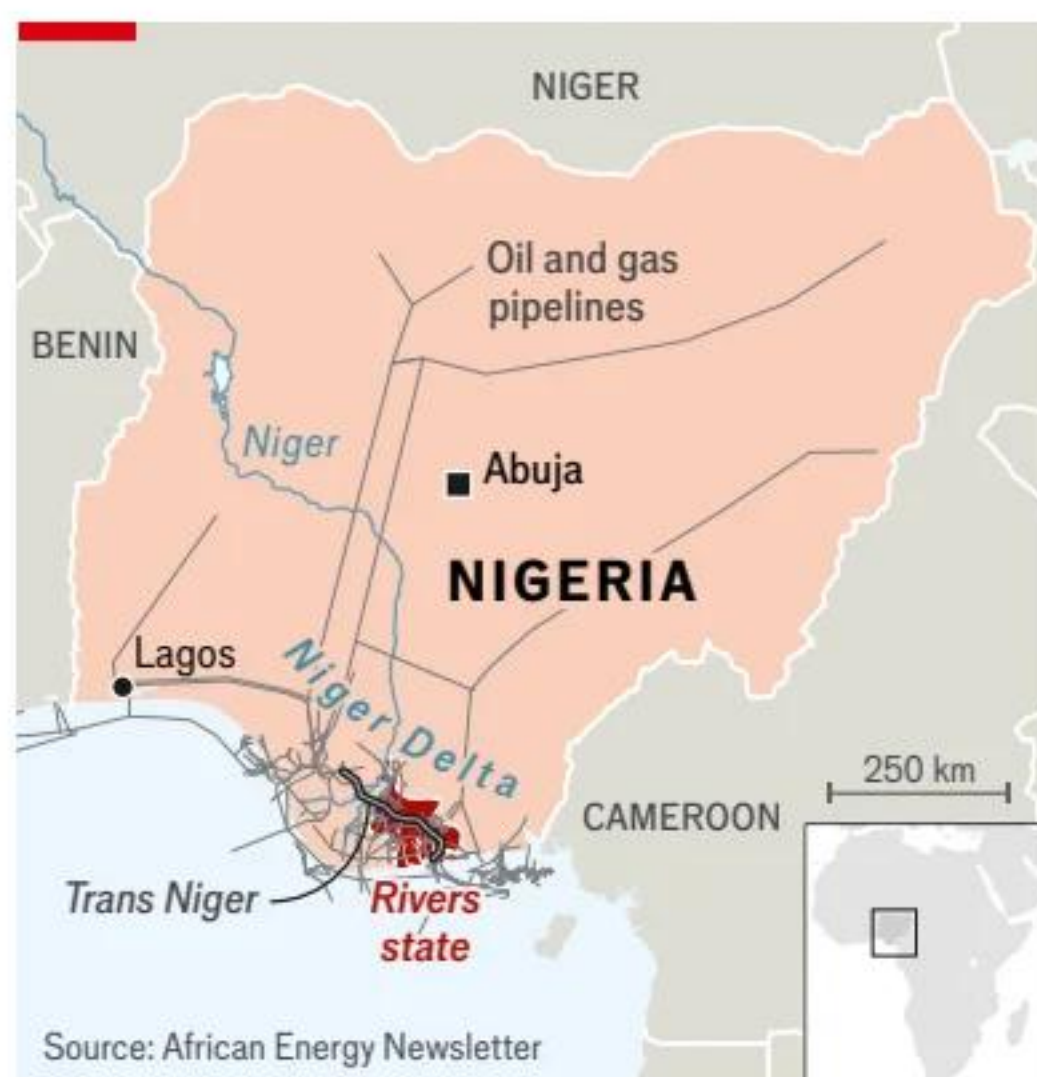 NIGER
Oil and gas
pipelines
BENIN
Niger
Abuja
NIGERIA
Lagos
Niger Delta
250 km
CAMEROON
Trans Niger
Rivers
state
Source: African Energy Newsletter